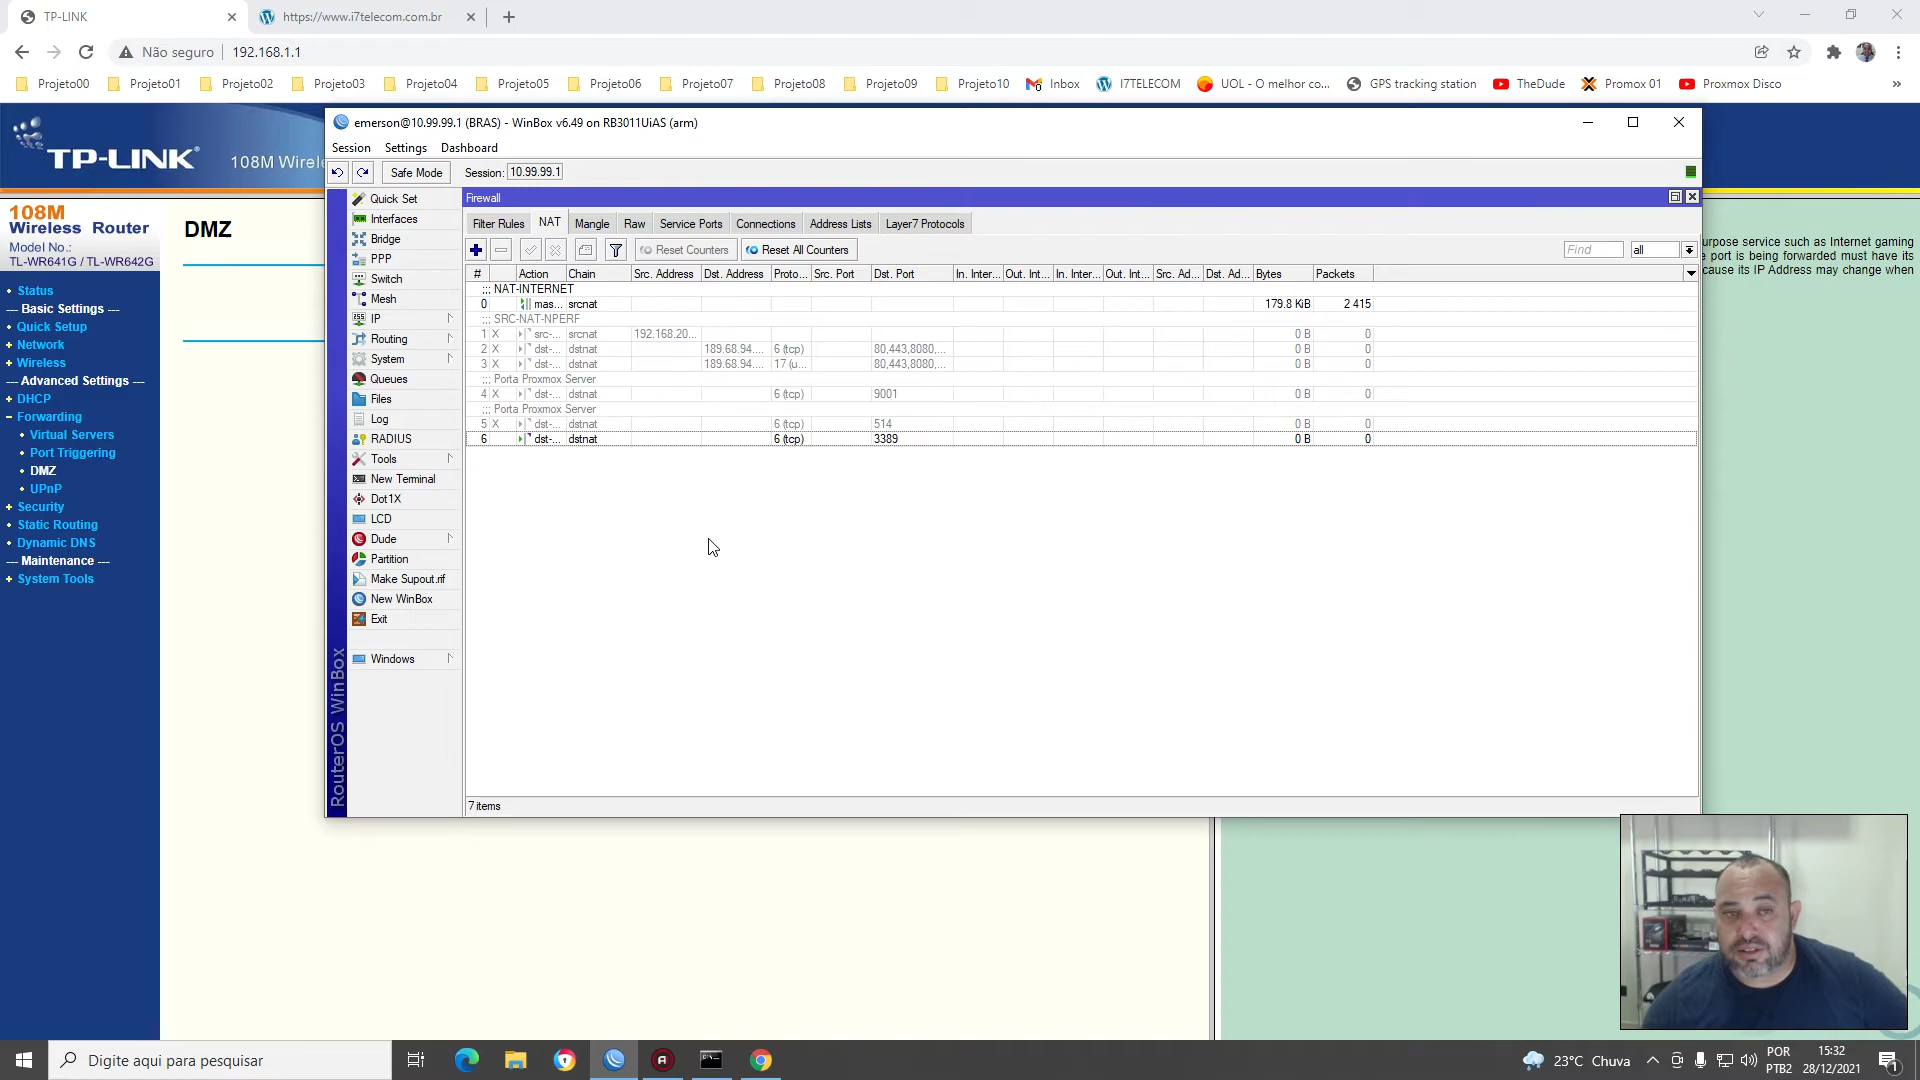 TP-LINK
https://www.i7telecom.com.br
Não seguro
192.168.1.1
Projeto00
Projeto01
Projeto02
Projeto03
Projeto04
Projeto05
Projeto06
Projeto07
Projeto08
Projeto09
Projeto10
Inbox
I7TELECOM
UOL - O melhor co...
GPS tracking station
TheDude
Promox 01
Proxmox Disco
»
TP-LINK
108M Wirele
108M
Wireless Router
Model No.:
TL-WR641G / TL-WR642G
Status
--- Basic Settings ---
Quick Setup
Network
Wireless
--- Advanced Settings ---
DHCP
Forwarding
Virtual Servers
Port Triggering
DMZ
UPnP
Security
Static Routing
Dynamic DNS
--- Maintenance ---
System Tools
DMZ
urpose service such as Internet gaming
e port is being forwarded must have its
cause its IP Address may change when
emerson@10.99.99.1 (BRAS) - WinBox v6.49 on RB3011UiAS (arm)
Session Settings Dashboard
Safe Mode Session: 10.99.99.1
Quick Set
Interfaces
Bridge
PPP
Switch
Mesh
IP
Routing
System
Queues
Files
Log
RADIUS
Tools
New Terminal
Dot1X
LCD
Dude
Partition
Make Supout.rif
New WinBox
Exit
Windows
RouterOS WinBox
Firewall
Filter Rules NAT Mangle Raw Service Ports Connections Address Lists Layer7 Protocols
Reset Counters Reset All Counters Find all
# Action Chain Src. Address Dst. Address Proto... Src. Port Dst. Port In. Inter... Out. Int... In. Inter... Out. Int... Src. Ad... Dst. Ad... Bytes Packets
;;; NAT-INTERNET
0 mas... srcnat 179.8 KiB 2 415
;;; SRC-NAT-NPERF
1 X src-... srcnat 192.168.20... 0 B 0
2 X dst-... dstnat 189.68.94.... 6 (tcp) 80,443,8080,... 0 B 0
3 X dst-... dstnat 189.68.94.... 17 (u... 80,443,8080,... 0 B 0
;;; Porta Proxmox Server
4 X dst-... dstnat 6 (tcp) 9001 0 B 0
;;; Porta Proxmox Server
5 X dst-... dstnat 6 (tcp) 514 0 B 0
6 dst-... dstnat 6 (tcp) 3389 0 B 0
7 items
Digite aqui para pesquisar
23°C Chuva
POR
PTB2
15:32
28/12/2021
1